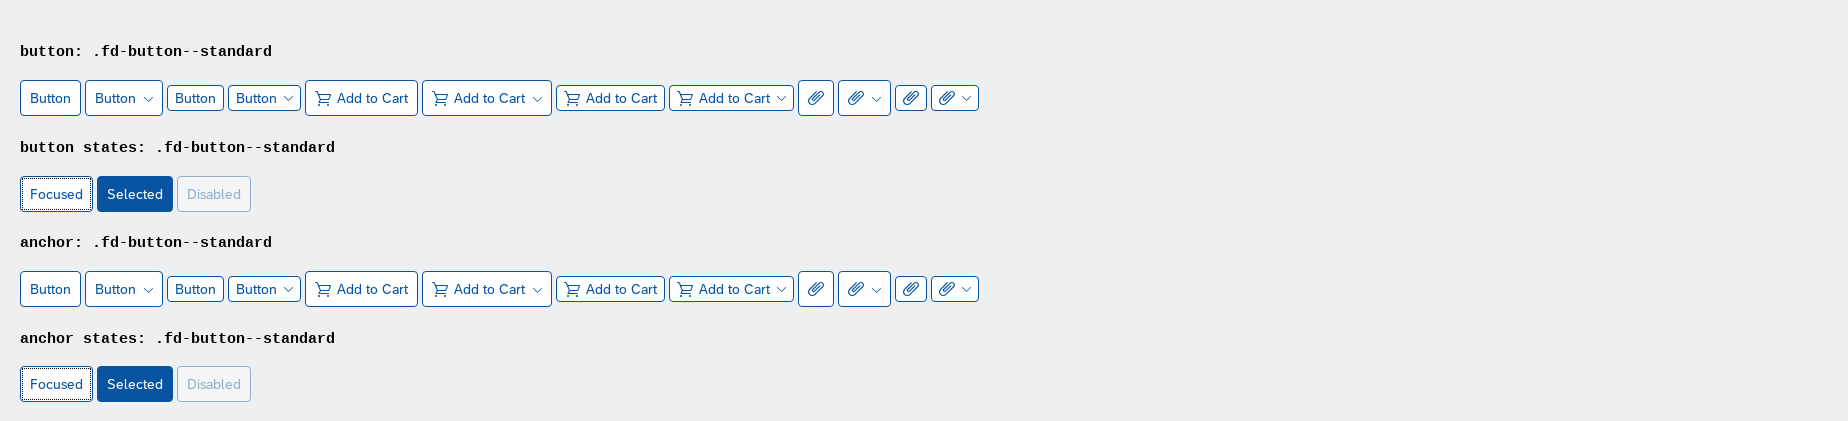 button: .fd-button--standard
Button Button Button Button Add to Cart Add to Cart Add to Cart Add to Cart
button states: .fd-button--standard
Focused Selected Disabled
anchor: .fd-button--standard
Button Button Button Button Add to Cart Add to Cart Add to Cart Add to Cart
anchor states: .fd-button--standard
Focused Selected Disabled